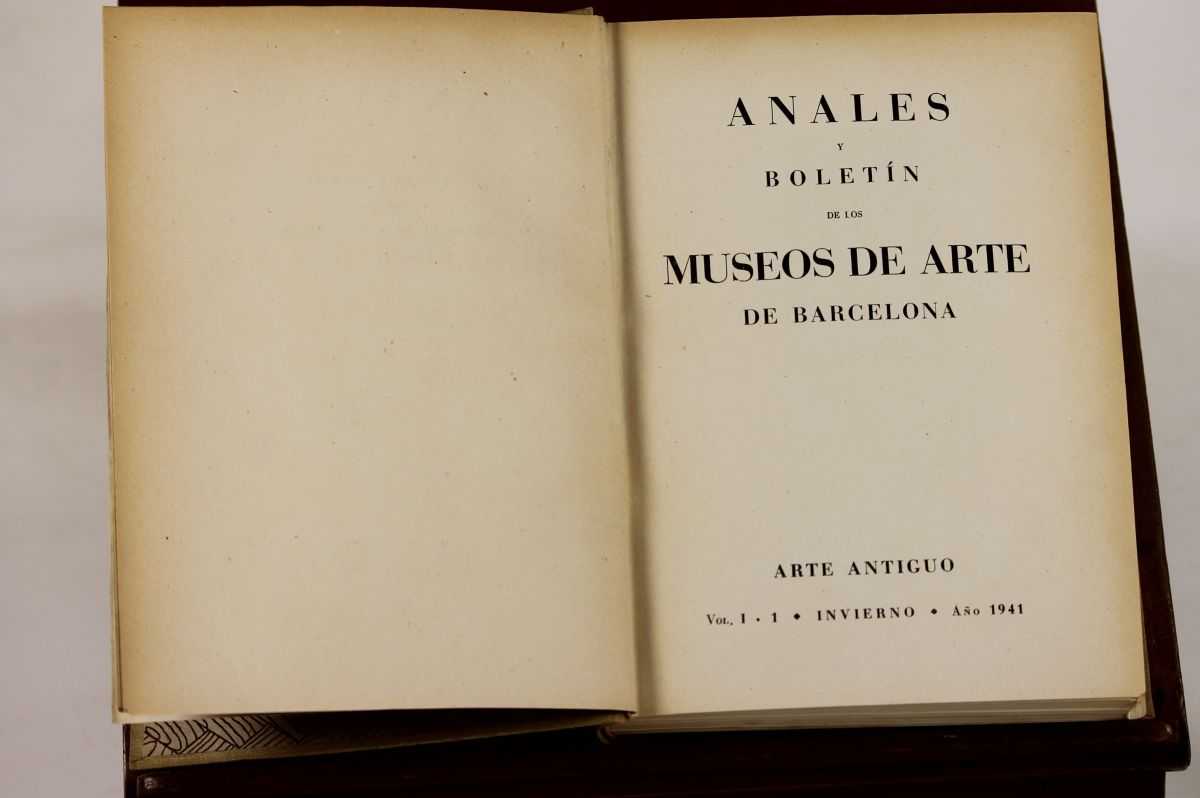 ANALES
Y
BOLETÍN
DE LOS
MUSEOS DE ARTE
DE BARCELONA
ARTE ANTIGUO
Vol. I · 1 ◆ INVIERNO ◆ Año 1941